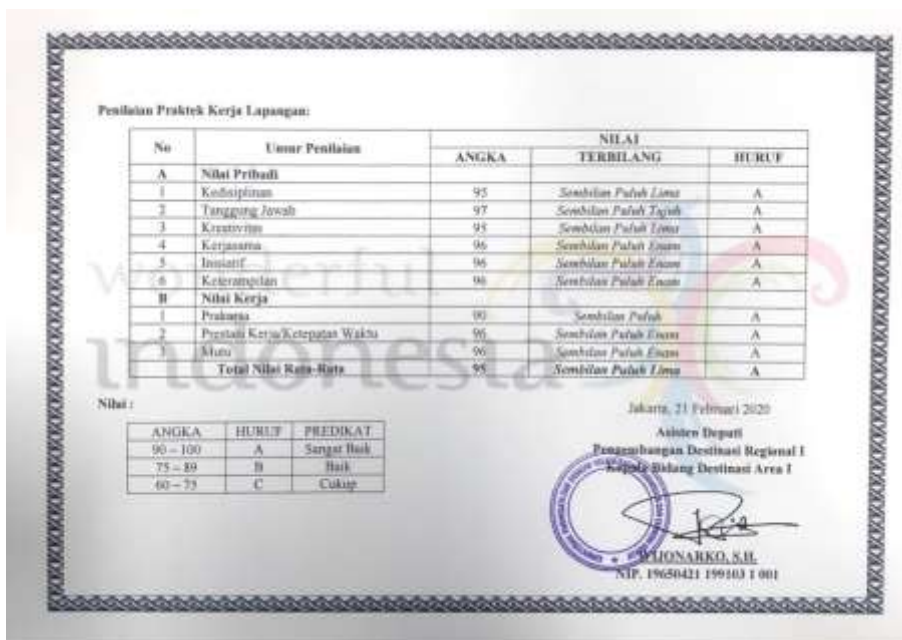 Penilaian Praktek Kerja Lapangan:
No Unsur Penilaian NILAI
ANGKA TERBILANG HURUF
A Nilai Pribadi
1 Kedisiplinan 95 Sembilan Puluh Lima A
2 Tanggung Jawab 97 Sembilan Puluh Tujuh A
3 Kreativitas 95 Sembilan Puluh Lima A
4 Kerjasama 96 Sembilan Puluh Enam A
5 Inisiatif 96 Sembilan Puluh Enam A
6 Keterampilan 96 Sembilan Puluh Enam A
B Nilai Kerja
1 Prakarsa 90 Sembilan Puluh A
2 Prestasi Kerja/Ketepatan Waktu 96 Sembilan Puluh Enam A
3 Mutu 96 Sembilan Puluh Enam A
Total Nilai Rata-Rata 95 Sembilan Puluh Lima A
wonderful
indonesia
Nilai :
ANGKA HURUF PREDIKAT
90 – 100 A Sangat Baik
75 – 89 B Baik
60 – 75 C Cukup
Jakarta, 21 Februari 2020
Asisten Deputi
Pengembangan Destinasi Regional I
Kepala Bidang Destinasi Area I
WIJONARKO, S.H.
NIP. 19650421 199103 1 001